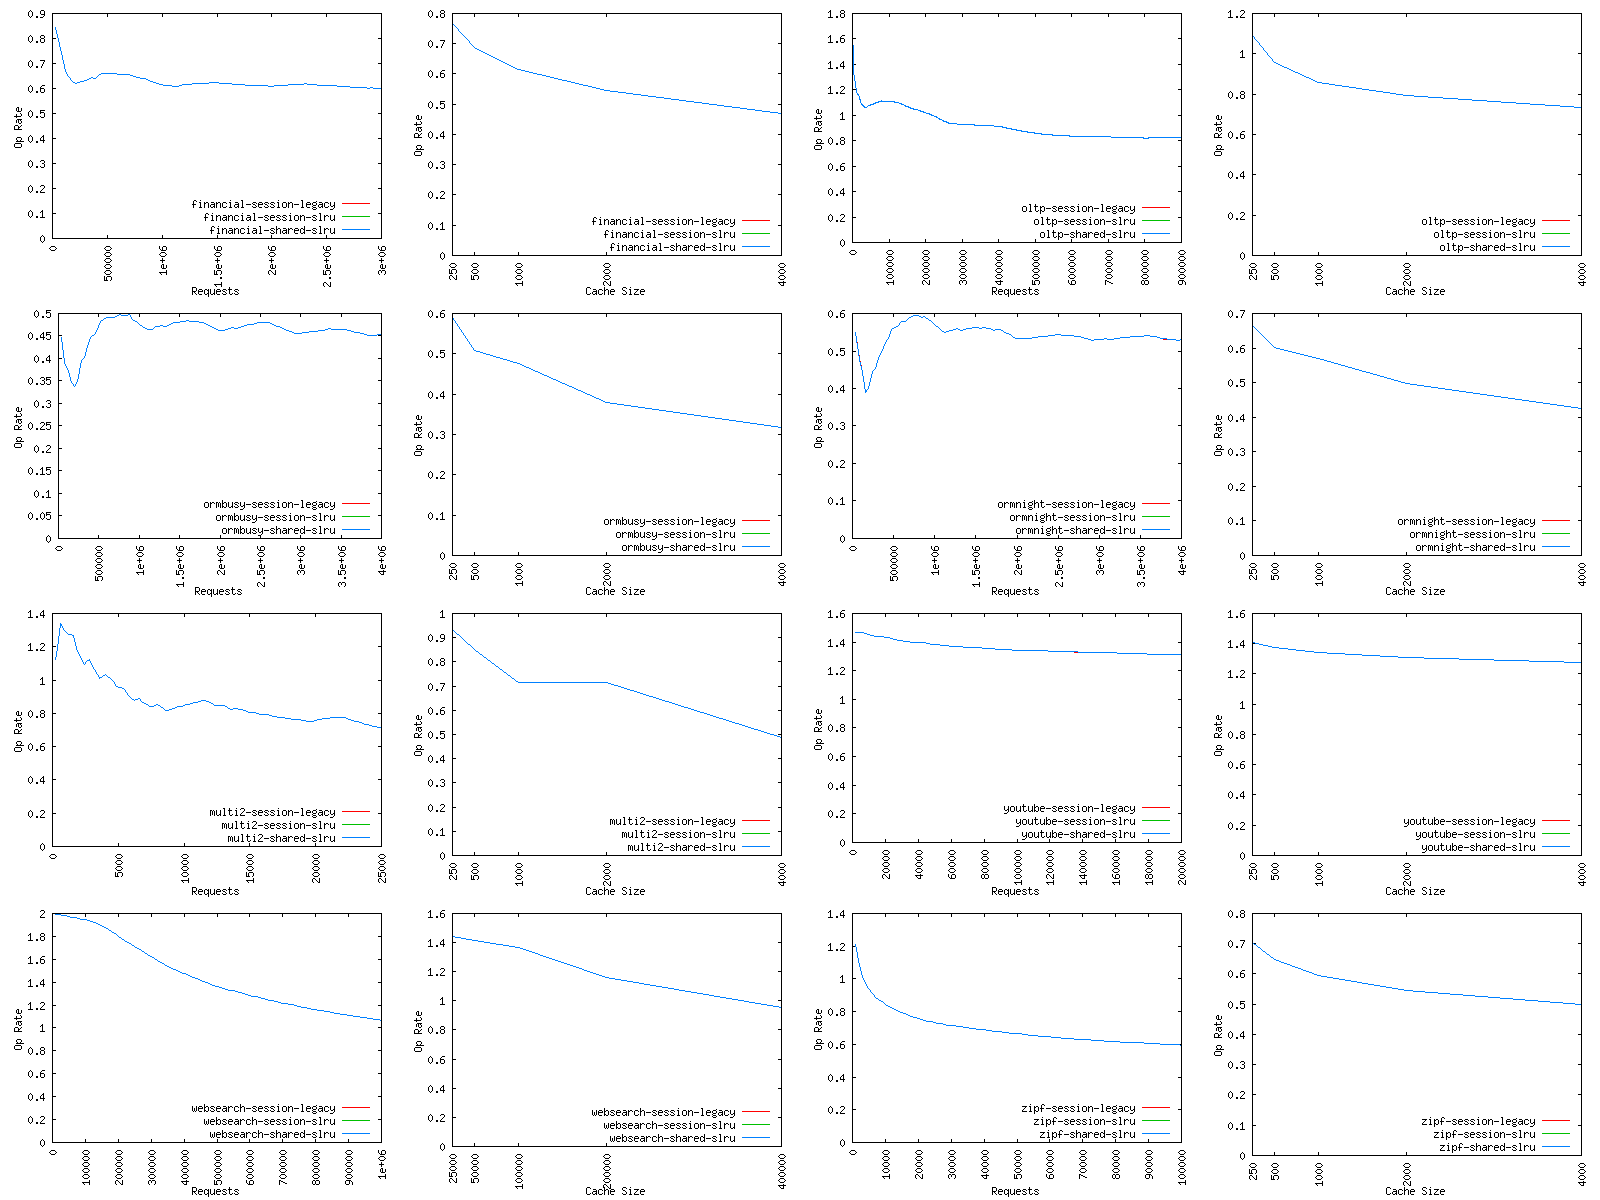 0.9
0.8
0.7
0.6
0.5
0.4
0.3
0.2
0.1
0
Op Rate
financial-session-legacy
financial-session-slru
financial-shared-slru
0 500000 1e+06 1.5e+06 2e+06 2.5e+06 3e+06
Requests
0.8
0.7
0.6
0.5
0.4
0.3
0.2
0.1
0
Op Rate
financial-session-legacy
financial-session-slru
financial-shared-slru
250 500 1000 2000 4000
Cache Size
1.8
1.6
1.4
1.2
1
0.8
0.6
0.4
0.2
0
Op Rate
oltp-session-legacy
oltp-session-slru
oltp-shared-slru
0 100000 200000 300000 400000 500000 600000 700000 800000 900000
Requests
1.2
1
0.8
0.6
0.4
0.2
0
Op Rate
oltp-session-legacy
oltp-session-slru
oltp-shared-slru
250 500 1000 2000 4000
Cache Size
0.5
0.45
0.4
0.35
0.3
0.25
0.2
0.15
0.1
0.05
0
Op Rate
ormbusy-session-legacy
ormbusy-session-slru
ormbusy-shared-slru
0 500000 1e+06 1.5e+06 2e+06 2.5e+06 3e+06 3.5e+06 4e+06
Requests
0.6
0.5
0.4
0.3
0.2
0.1
0
Op Rate
ormbusy-session-legacy
ormbusy-session-slru
ormbusy-shared-slru
250 500 1000 2000 4000
Cache Size
0.6
0.5
0.4
0.3
0.2
0.1
0
Op Rate
ormnight-session-legacy
ormnight-session-slru
ormnight-shared-slru
0 500000 1e+06 1.5e+06 2e+06 2.5e+06 3e+06 3.5e+06 4e+06
Requests
0.7
0.6
0.5
0.4
0.3
0.2
0.1
0
Op Rate
ormnight-session-legacy
ormnight-session-slru
ormnight-shared-slru
250 500 1000 2000 4000
Cache Size
1.4
1.2
1
0.8
0.6
0.4
0.2
0
Op Rate
multi2-session-legacy
multi2-session-slru
multi2-shared-slru
0 5000 10000 15000 20000 25000
Requests
1
0.9
0.8
0.7
0.6
0.5
0.4
0.3
0.2
0.1
0
Op Rate
multi2-session-legacy
multi2-session-slru
multi2-shared-slru
250 500 1000 2000 4000
Cache Size
1.6
1.4
1.2
1
0.8
0.6
0.4
0.2
0
Op Rate
youtube-session-legacy
youtube-session-slru
youtube-shared-slru
0 20000 40000 60000 80000 100000 120000 140000 160000 180000 200000
Requests
1.6
1.4
1.2
1
0.8
0.6
0.4
0.2
0
Op Rate
youtube-session-legacy
youtube-session-slru
youtube-shared-slru
250 500 1000 2000 4000
Cache Size
2
1.8
1.6
1.4
1.2
1
0.8
0.6
0.4
0.2
0
Op Rate
websearch-session-legacy
websearch-session-slru
websearch-shared-slru
0 100000 200000 300000 400000 500000 600000 700000 800000 900000 1e+06
Requests
1.6
1.4
1.2
1
0.8
0.6
0.4
0.2
0
Op Rate
websearch-session-legacy
websearch-session-slru
websearch-shared-slru
25000 50000 100000 200000 400000
Cache Size
1.4
1.2
1
0.8
0.6
0.4
0.2
0
Op Rate
zipf-session-legacy
zipf-session-slru
zipf-shared-slru
0 10000 20000 30000 40000 50000 60000 70000 80000 90000 100000
Requests
0.8
0.7
0.6
0.5
0.4
0.3
0.2
0.1
0
Op Rate
zipf-session-legacy
zipf-session-slru
zipf-shared-slru
250 500 1000 2000 4000
Cache Size